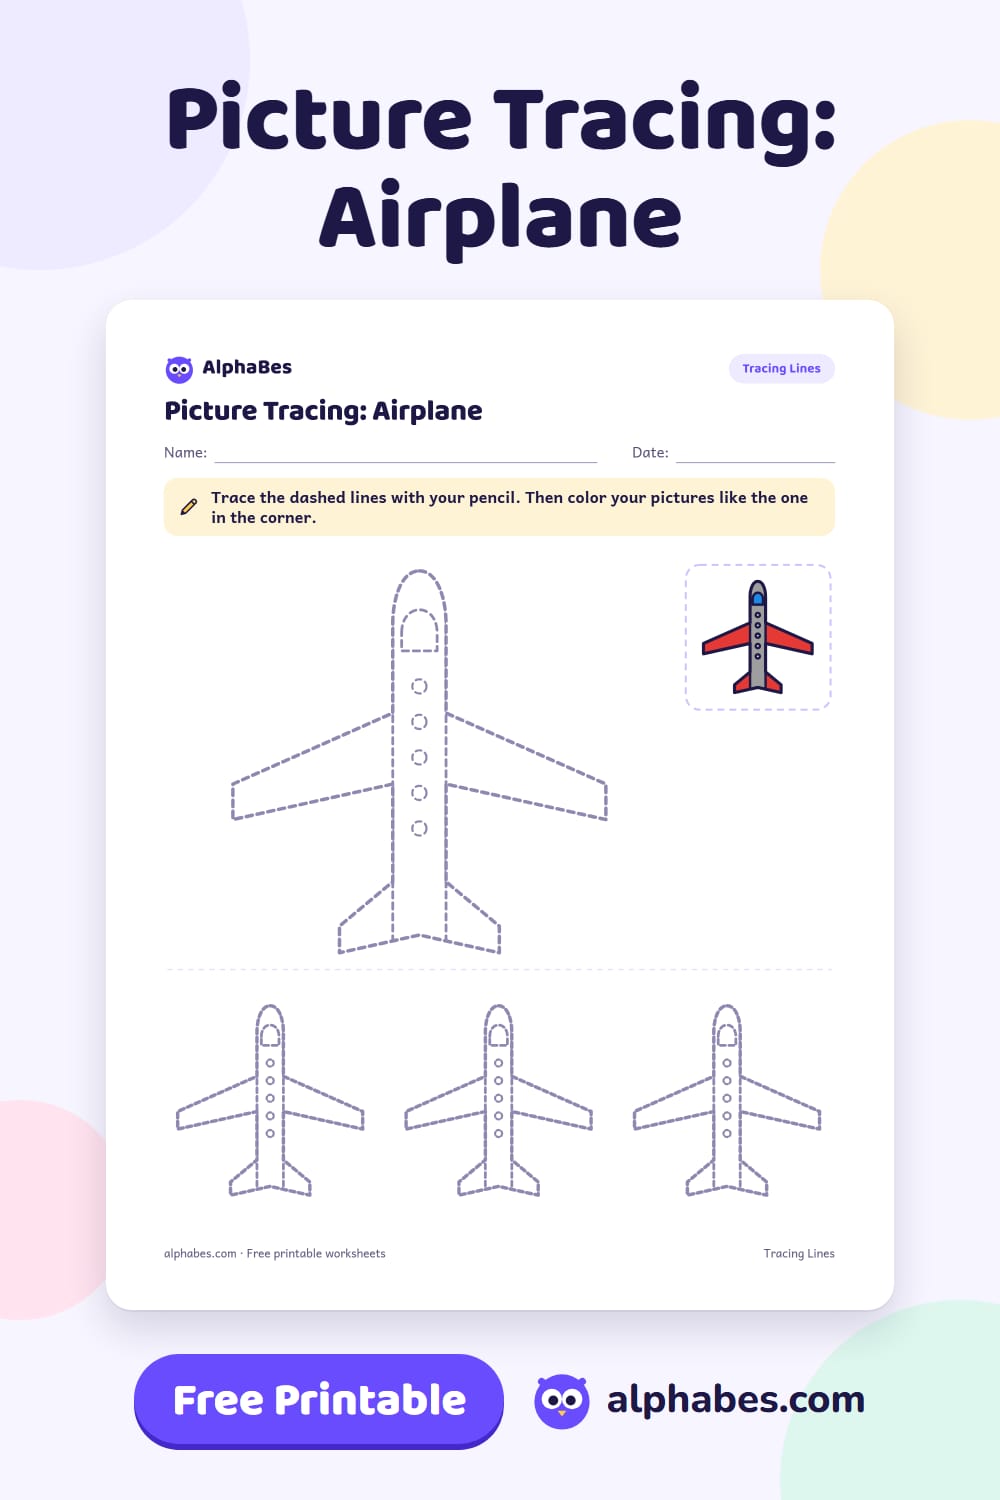 Picture Tracing:
Airplane
AlphaBes
Tracing Lines
Picture Tracing: Airplane
Name:
Date:
Trace the dashed lines with your pencil. Then color your pictures like the one
in the corner.
alphabes.com · Free printable worksheets
Tracing Lines
Free Printable
alphabes.com